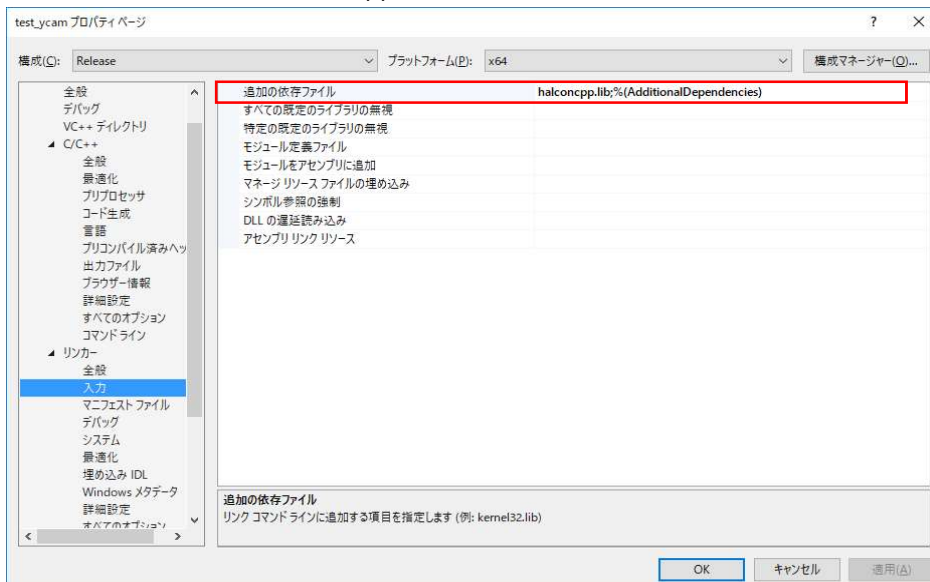 test_ycam プロパティ ページ
? ×
構成(C): Release プラットフォーム(P): x64 構成マネージャー(O)...
全般
デバッグ
VC++ ディレクトリ
C/C++
全般
最適化
プリプロセッサ
コード生成
言語
プリコンパイル済みヘッ
出力ファイル
ブラウザー情報
詳細設定
すべてのオプション
コマンド ライン
リンカー
全般
入力
マニフェスト ファイル
デバッグ
システム
最適化
埋め込み IDL
Windows メタデータ
詳細設定
すべてのオプション
追加の依存ファイル halconcpp.lib;%(AdditionalDependencies)
すべての既定のライブラリの無視
特定の既定のライブラリの無視
モジュール定義ファイル
モジュールをアセンブリに追加
マネージ リソース ファイルの埋め込み
シンボル参照の強制
DLL の遅延読み込み
アセンブリ リンク リソース
追加の依存ファイル
リンク コマンド ラインに追加する項目を指定します (例: kernel32.lib)
OK キャンセル 適用(A)